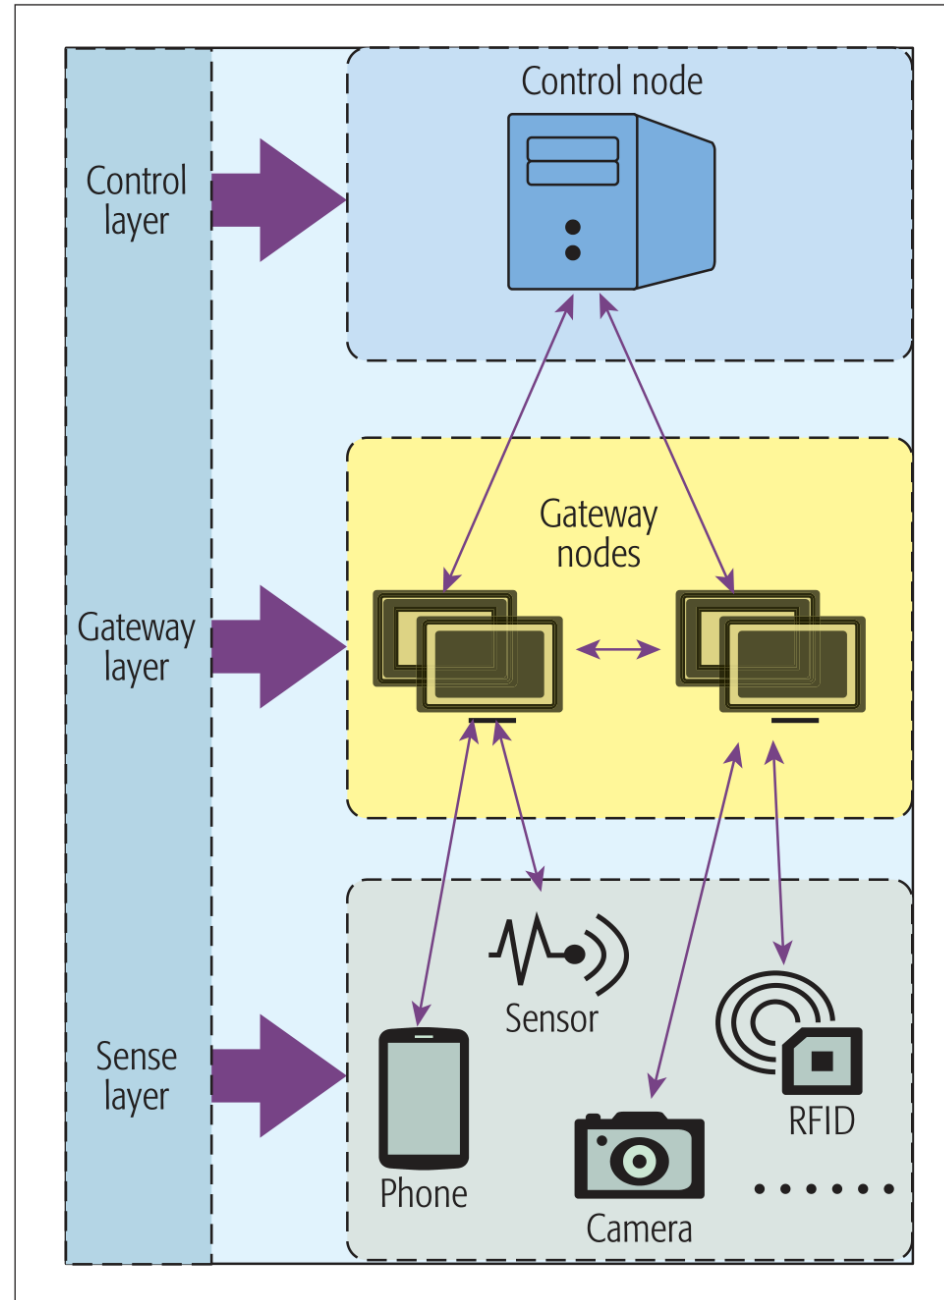 Control node
Control
layer
Gateway
nodes
Gateway
layer
Sensor
Sense
layer
RFID
Phone
Camera